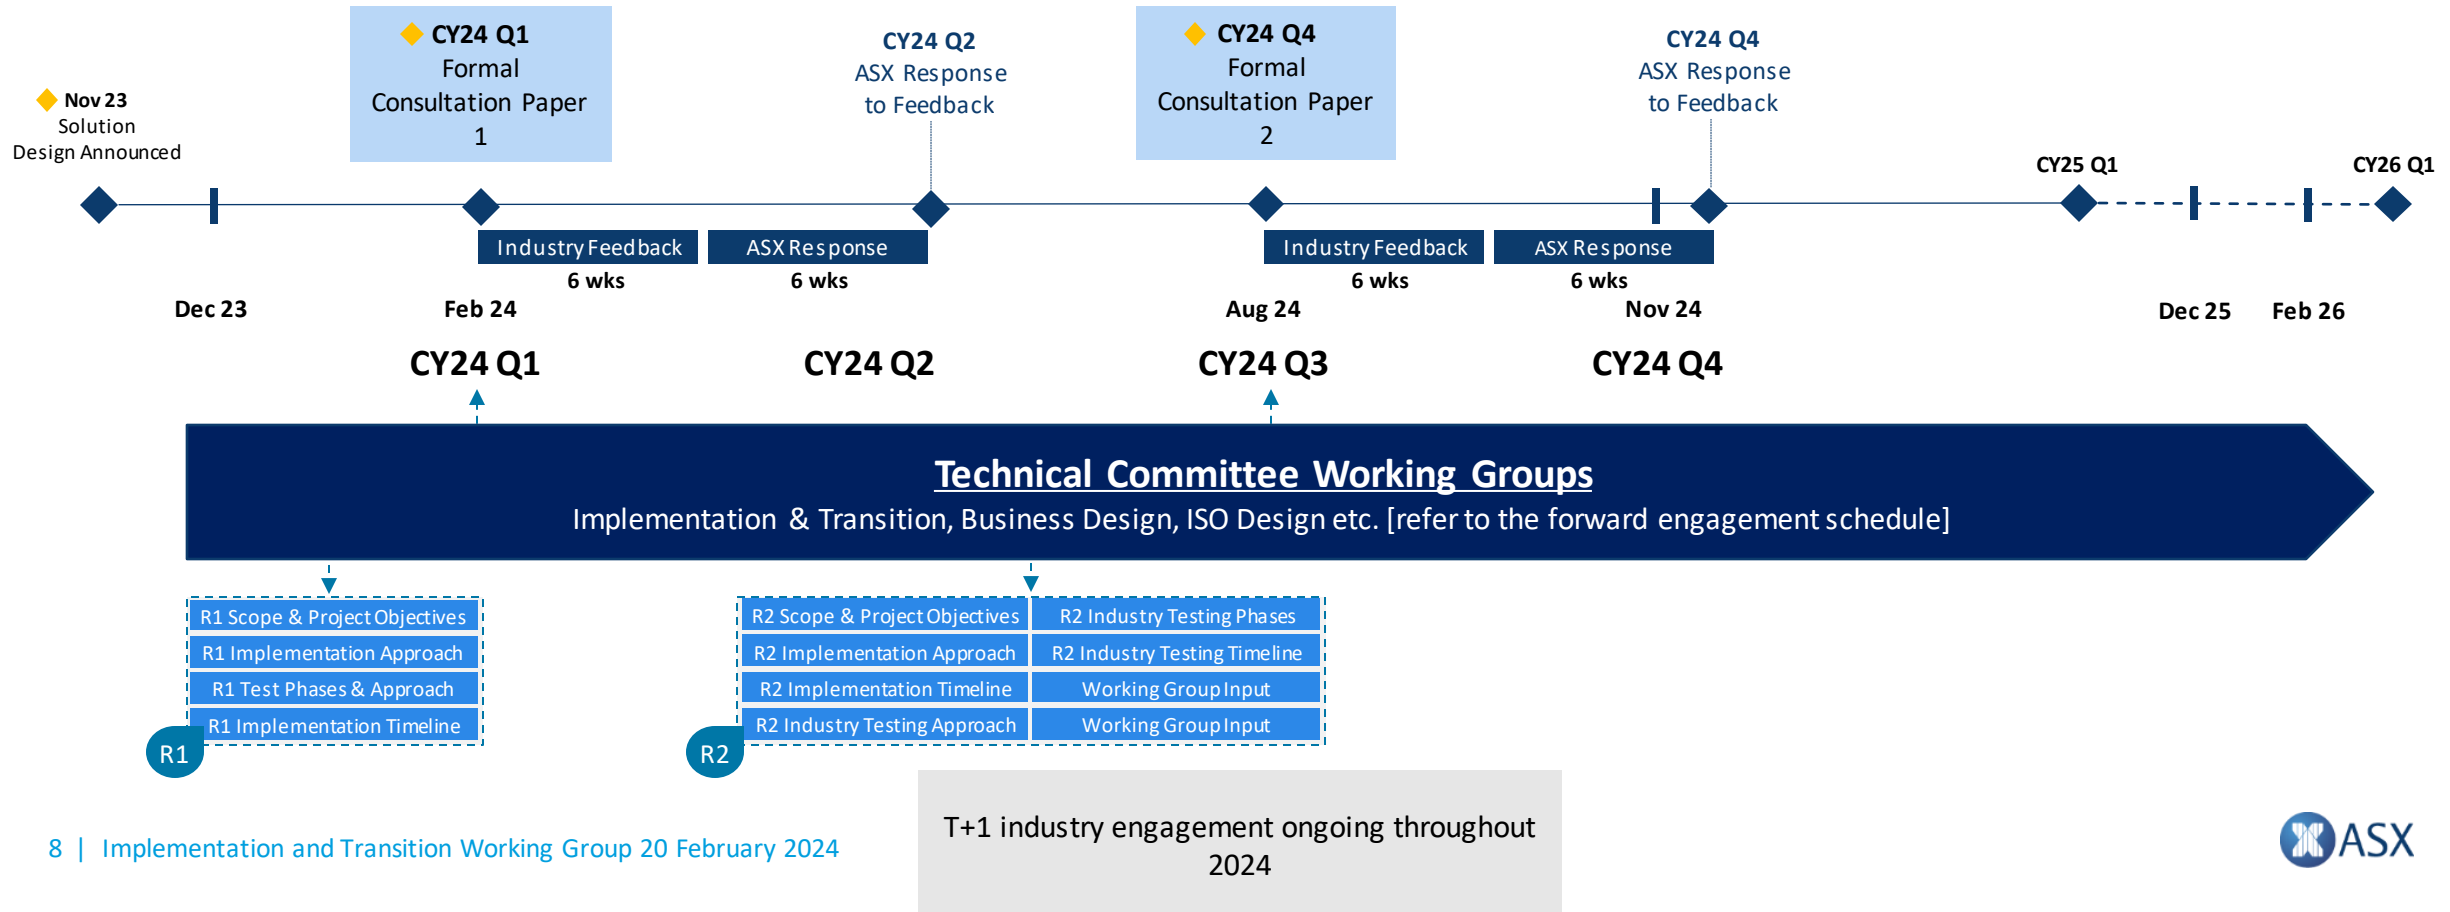 Nov 23
Solution
Design Announced
CY24 Q1
Formal
Consultation Paper
1
CY24 Q2
ASX Response
to Feedback
CY24 Q4
Formal
Consultation Paper
2
CY24 Q4
ASX Response
to Feedback
CY25 Q1
CY26 Q1
Industry Feedback
ASX Response
Industry Feedback
ASX Response
6 wks
6 wks
6 wks
6 wks
Dec 23
Feb 24
Aug 24
Nov 24
Dec 25
Feb 26
CY24 Q1
CY24 Q2
CY24 Q3
CY24 Q4
Technical Committee Working Groups
Implementation & Transition, Business Design, ISO Design etc. [refer to the forward engagement schedule]
R1 Scope & Project Objectives
R1 Implementation Approach
R1 Test Phases & Approach
R1 Implementation Timeline
R1
R2 Scope & Project Objectives
R2 Implementation Approach
R2 Implementation Timeline
R2 Industry Testing Approach
R2 Industry Testing Phases
R2 Industry Testing Timeline
Working Group Input
Working Group Input
R2
T+1 industry engagement ongoing throughout
2024
8 | Implementation and Transition Working Group 20 February 2024
ASX